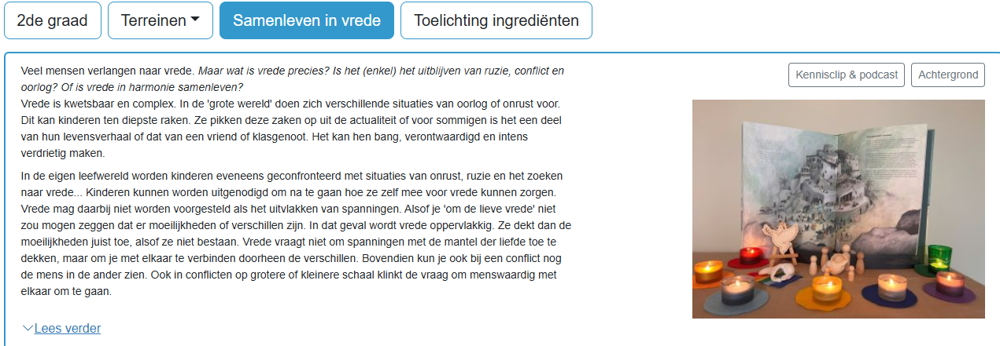 2de graad
Terreinen
Samenleven in vrede
Toelichting ingrediënten
Veel mensen verlangen naar vrede. Maar wat is vrede precies? Is het (enkel) het uitblijven van ruzie, conflict en
oorlog? Of is vrede in harmonie samenleven?
Vrede is kwetsbaar en complex. In de 'grote wereld' doen zich verschillende situaties van oorlog of onrust voor.
Dit kan kinderen ten diepste raken. Ze pikken deze zaken op uit de actualiteit of voor sommigen is het een deel
van hun levensverhaal of dat van een vriend of klasgenoot. Het kan hen bang, verontwaardigd en intens
verdrietig maken.
In de eigen leefwereld worden kinderen eveneens geconfronteerd met situaties van onrust, ruzie en het zoeken
naar vrede... Kinderen kunnen worden uitgenodigd om na te gaan hoe ze zelf mee voor vrede kunnen zorgen.
Vrede mag daarbij niet worden voorgesteld als het uitvlakken van spanningen. Alsof je 'om de lieve vrede' niet
zou mogen zeggen dat er moeilijkheden of verschillen zijn. In dat geval wordt vrede oppervlakkig. Ze dekt dan de
moeilijkheden juist toe, alsof ze niet bestaan. Vrede vraagt niet om spanningen met de mantel der liefde toe te
dekken, maar om je met elkaar te verbinden doorheen de verschillen. Bovendien kun je ook bij een conflict nog
de mens in de ander zien. Ook in conflicten op grotere of kleinere schaal klinkt de vraag om menswaardig met
elkaar om te gaan.
Lees verder
Kennisclip & podcast
Achtergrond